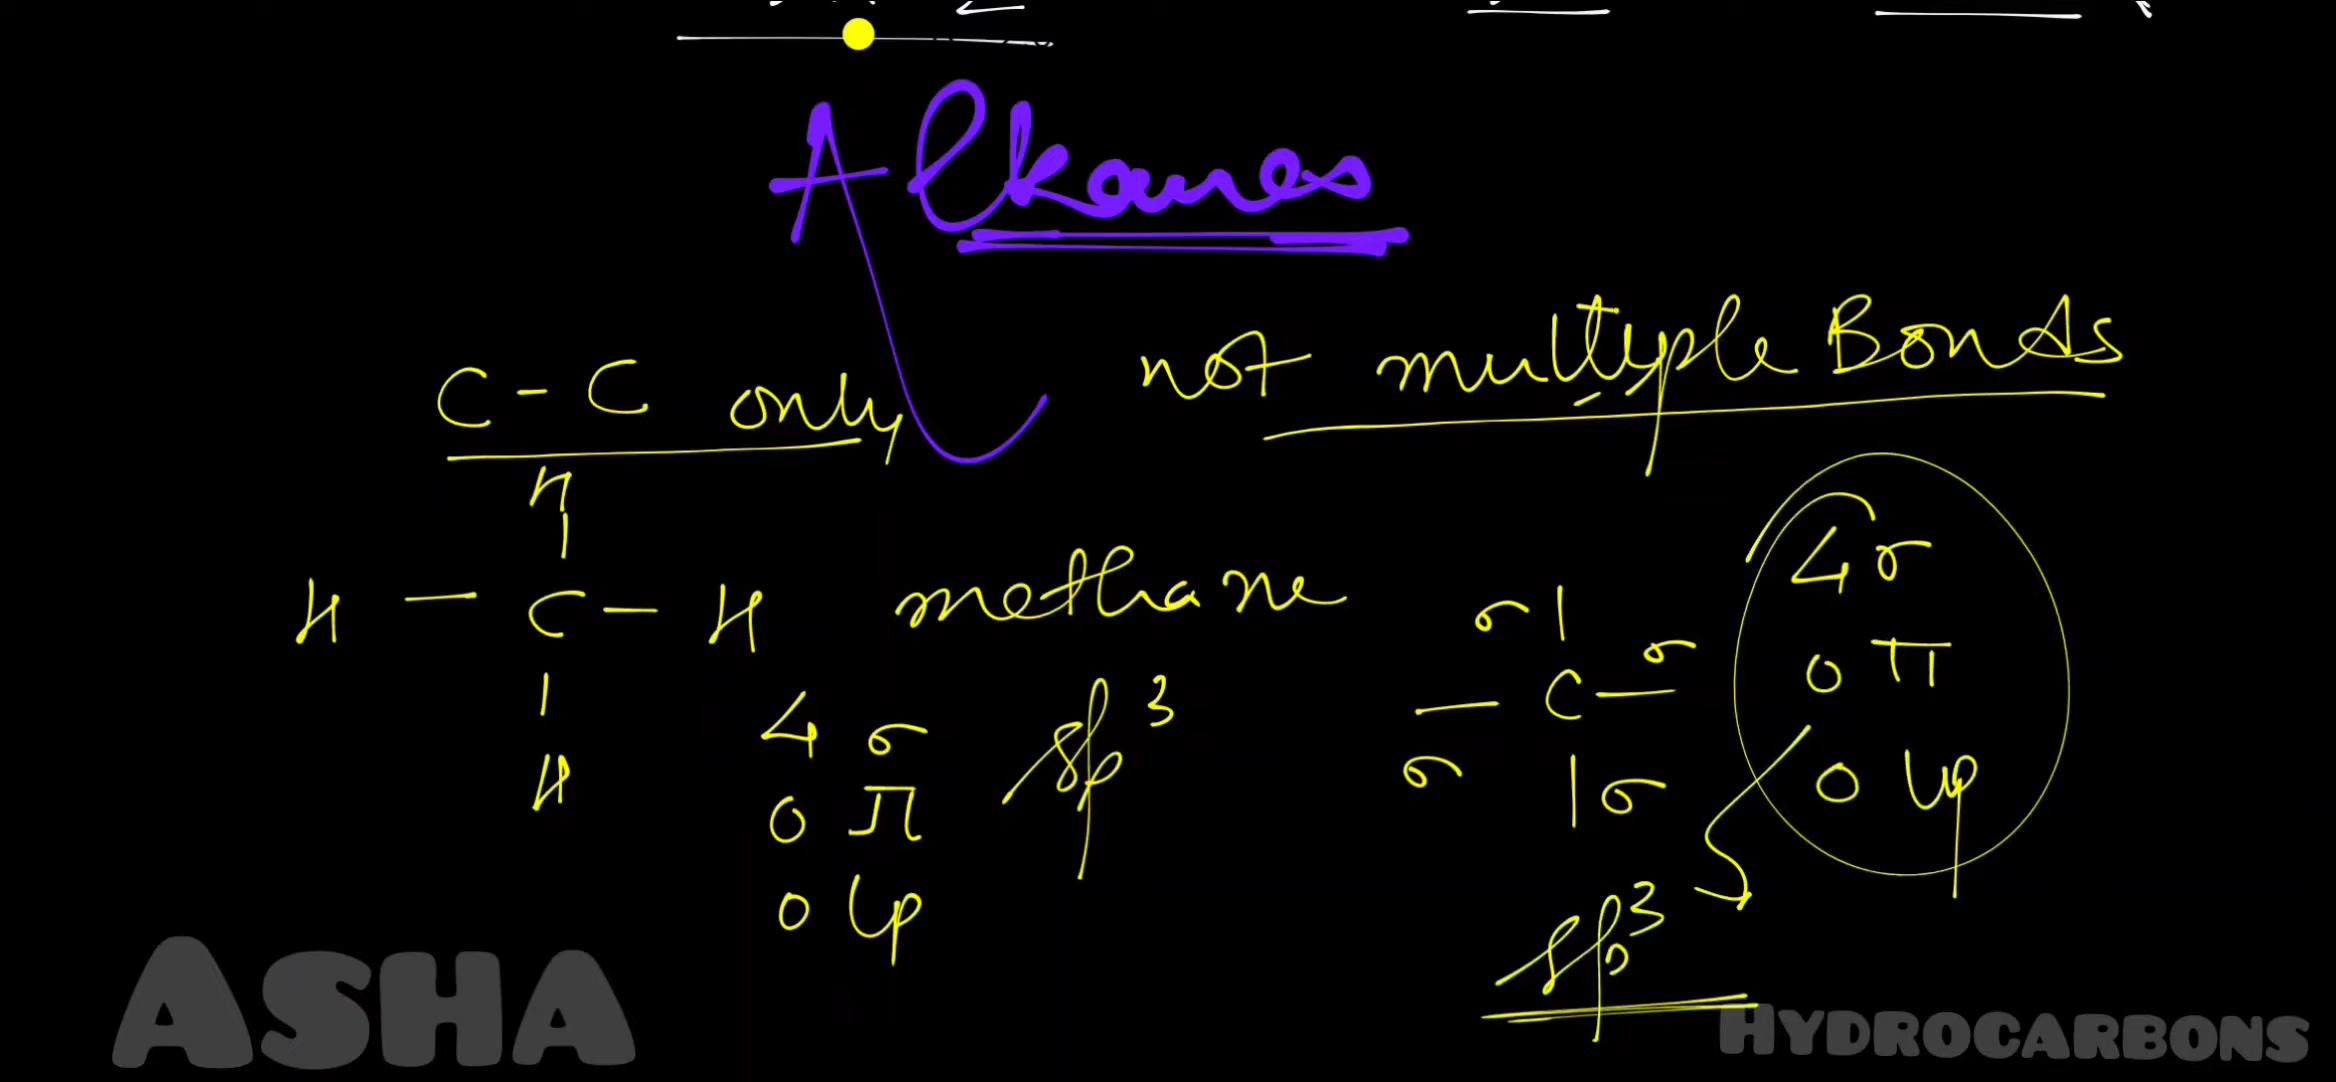 Alkanes
C - C only not multiple Bonds
H
|
H - C - H methane
|
H
4 σ sp³
0 π
0 lp
σ | σ
- C -
σ | σ
4σ
0 π
0 lp
sp³
ASHA
HYDROCARBONS